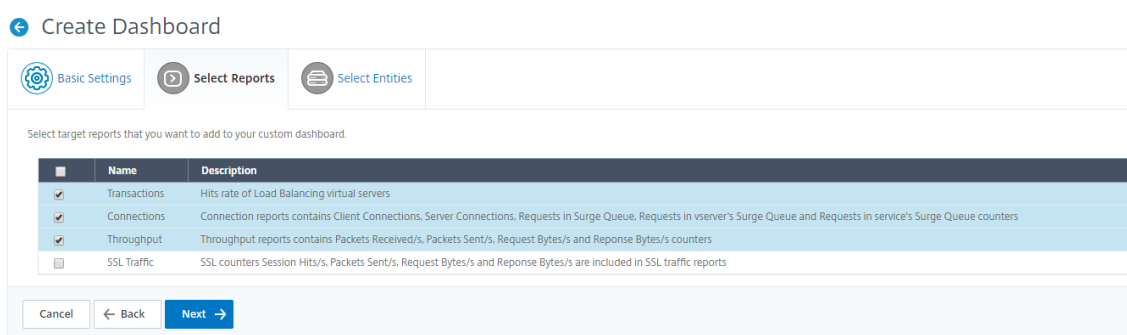 Create Dashboard
Basic Settings Select Reports Select Entities
Select target reports that you want to add to your custom dashboard.
Name Description
Transactions Hits rate of Load Balancing virtual servers
Connections Connection reports contains Client Connections, Server Connections, Requests in Surge Queue, Requests in vserver's Surge Queue and Requests in service's Surge Queue counters
Throughput Throughput reports contains Packets Received/s, Packets Sent/s, Request Bytes/s and Reponse Bytes/s counters
SSL Traffic SSL counters Session Hits/s, Packets Sent/s, Request Bytes/s and Reponse Bytes/s are included in SSL traffic reports
Cancel Back Next